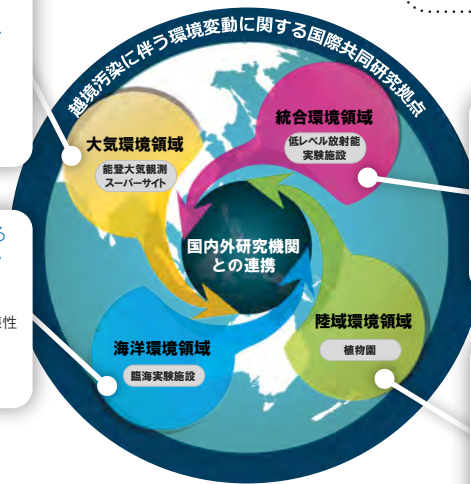 越境汚染に伴う環境変動に関する国際共同研究拠点
大気環境領域
能登大気観測
スーパーサイト
統合環境領域
低レベル放射能
実験施設
国内外研究機関
との連携
る
性
海洋環境領域
臨海実験施設
陸域環境領域
植物園